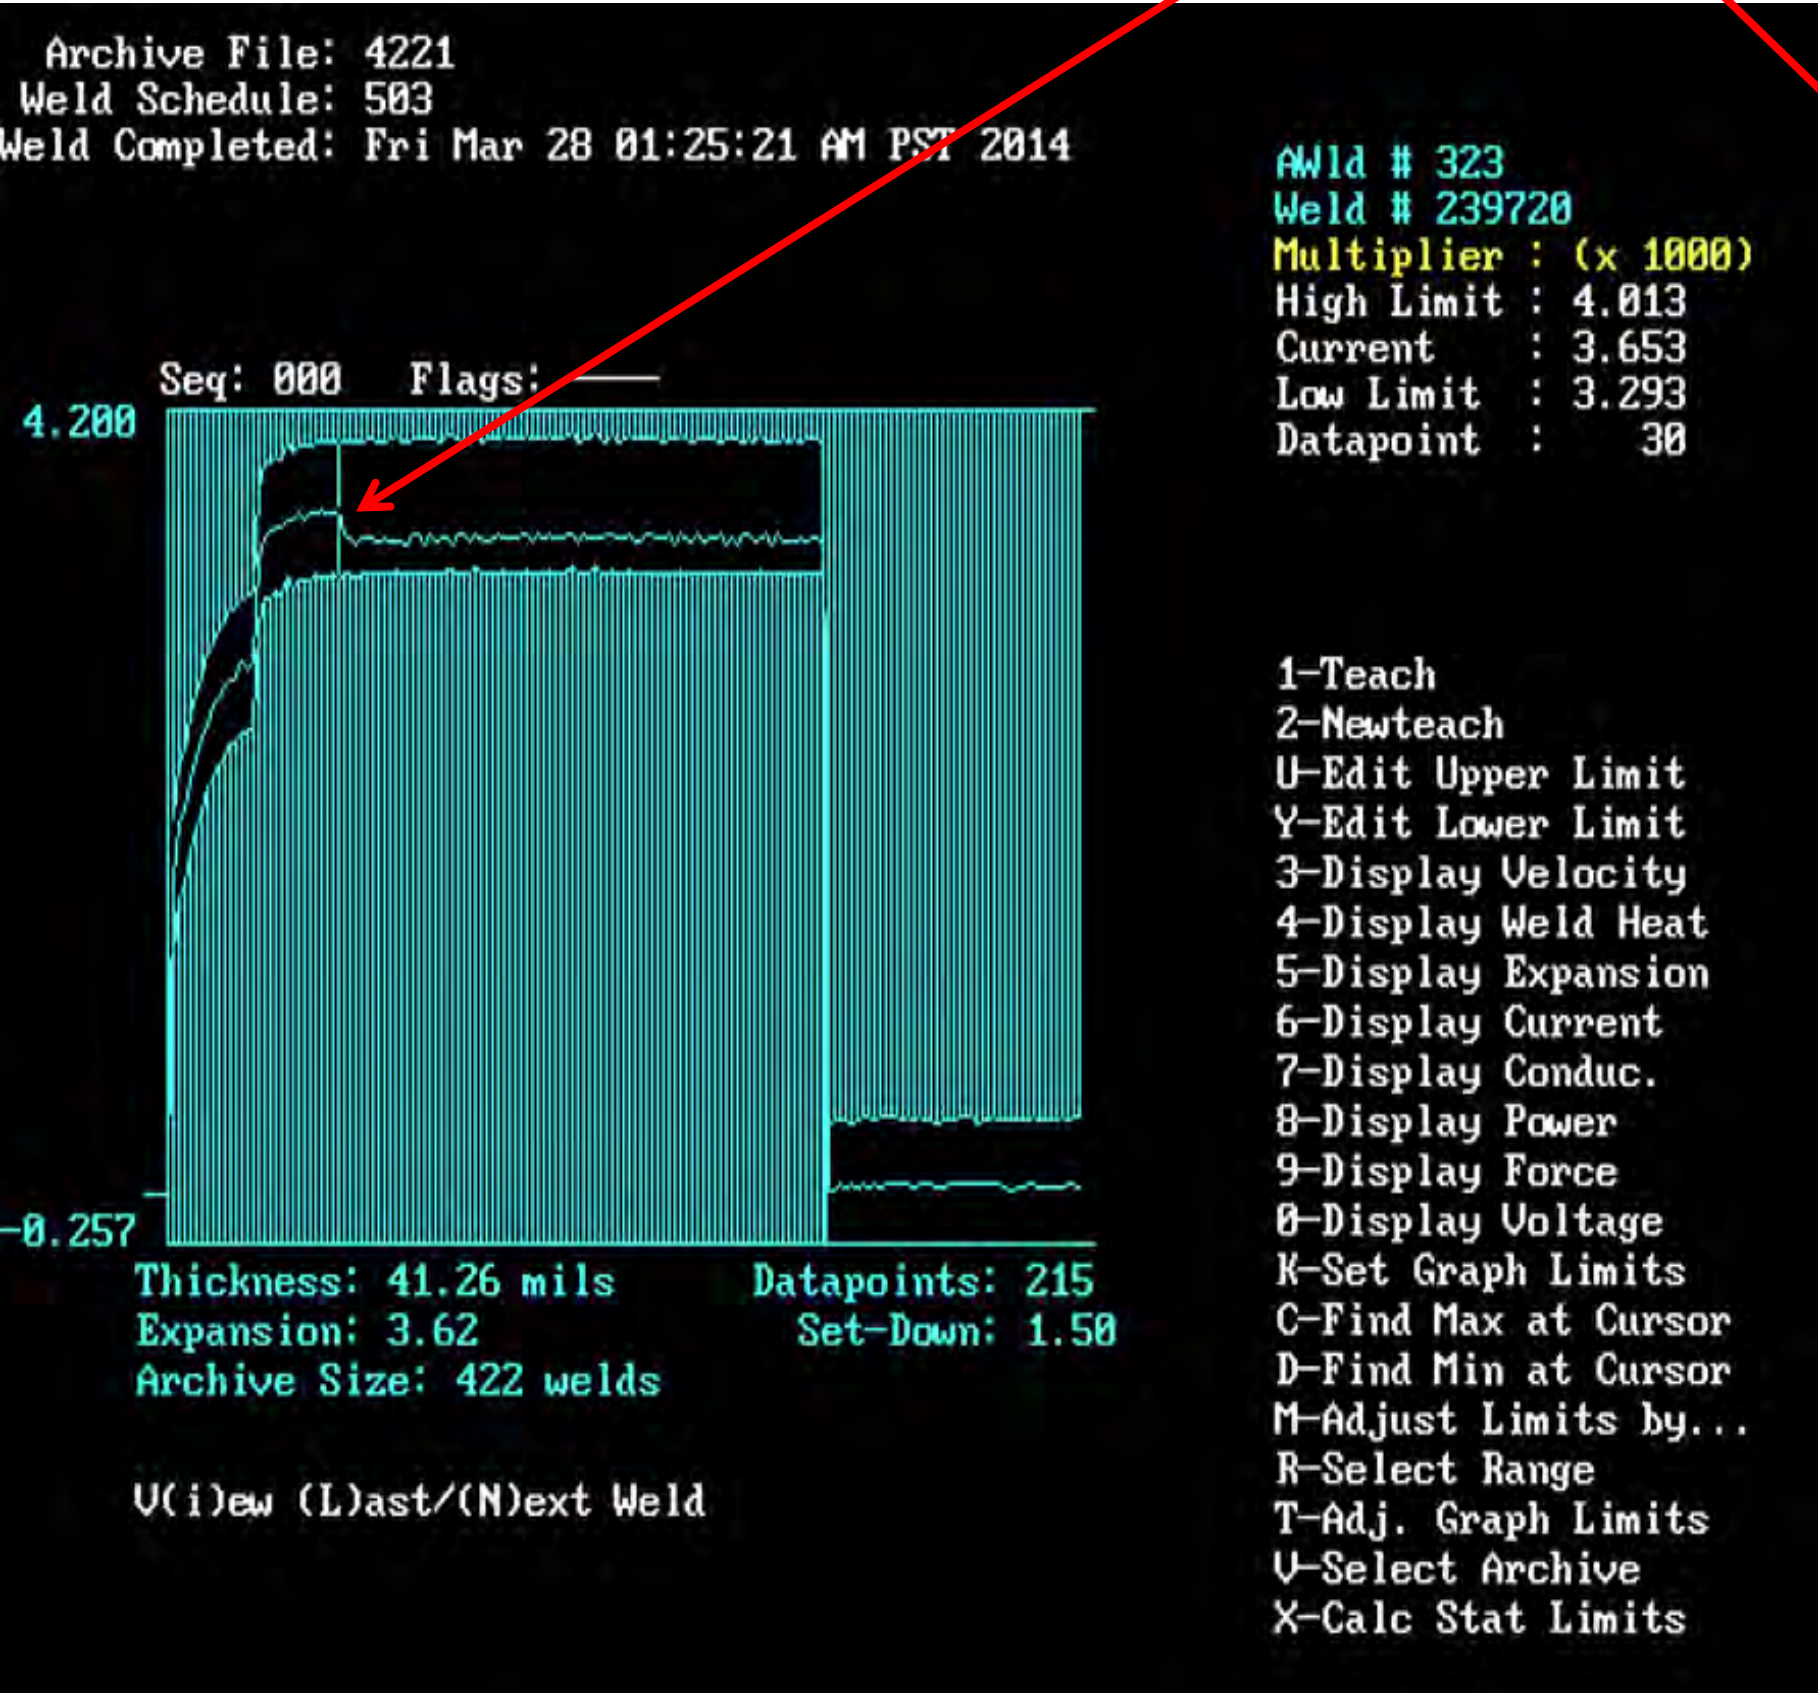 Archive File: 4221
Weld Schedule: 503
Weld Completed: Fri Mar 28 01:25:21 AM PST 2014
AWld # 323
Weld # 239720
Multiplier : (x 1000)
High Limit : 4.013
Current : 3.653
Low Limit : 3.293
Datapoint : 30
Seq: 000 Flags:
4.200
-0.257
Thickness: 41.26 mils Datapoints: 215
Expansion: 3.62 Set-Down: 1.50
Archive Size: 422 welds
V(i)ew (L)ast/(N)ext Weld
1-Teach
2-Newteach
U-Edit Upper Limit
Y-Edit Lower Limit
3-Display Velocity
4-Display Weld Heat
5-Display Expansion
6-Display Current
7-Display Conduc.
8-Display Power
9-Display Force
0-Display Voltage
K-Set Graph Limits
C-Find Max at Cursor
D-Find Min at Cursor
M-Adjust Limits by...
R-Select Range
T-Adj. Graph Limits
V-Select Archive
X-Calc Stat Limits